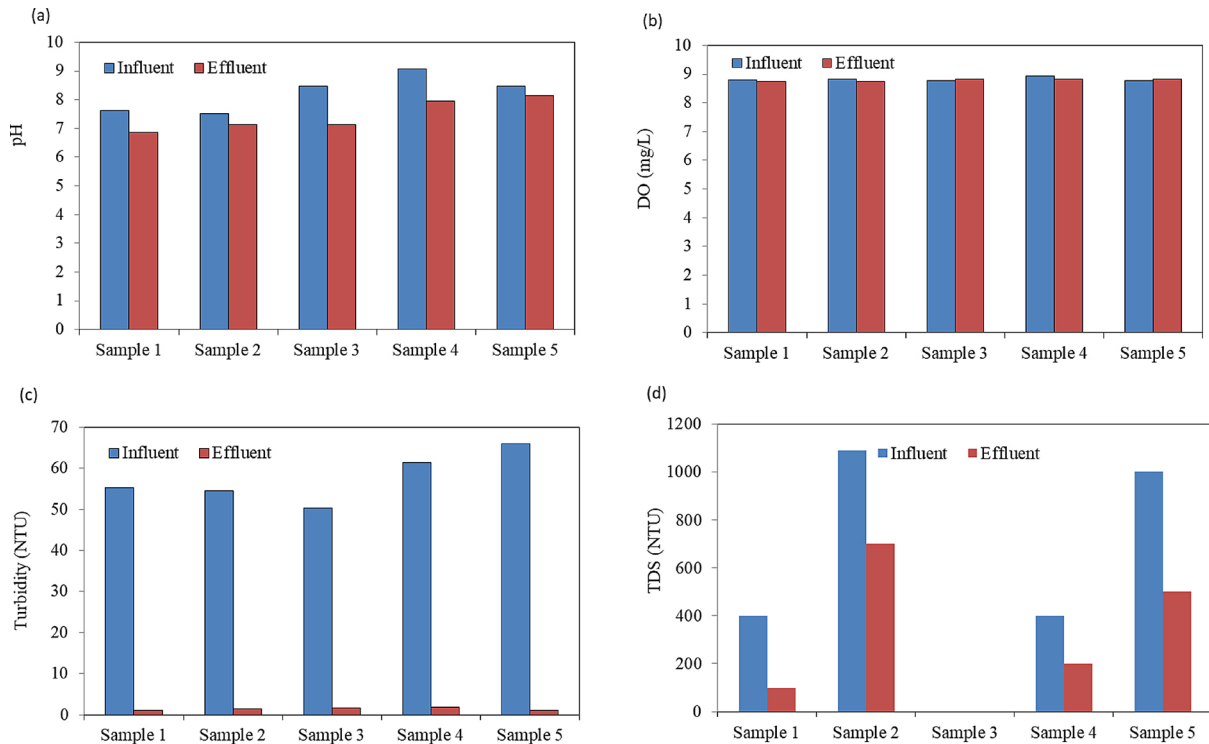 (a)
pH
10
9
8
7
6
5
4
3
2
1
0
Influent Effluent
Sample 1 Sample 2 Sample 3 Sample 4 Sample 5
(b)
DO (mg/L)
10
9
8
7
6
5
4
3
2
1
0
Influent Effluent
Sample 1 Sample 2 Sample 3 Sample 4 Sample 5
(c)
Turbidity (NTU)
70
60
50
40
30
20
10
0
Influent Effluent
Sample 1 Sample 2 Sample 3 Sample 4 Sample 5
(d)
TDS (NTU)
1200
1000
800
600
400
200
0
Influent Effluent
Sample 1 Sample 2 Sample 3 Sample 4 Sample 5